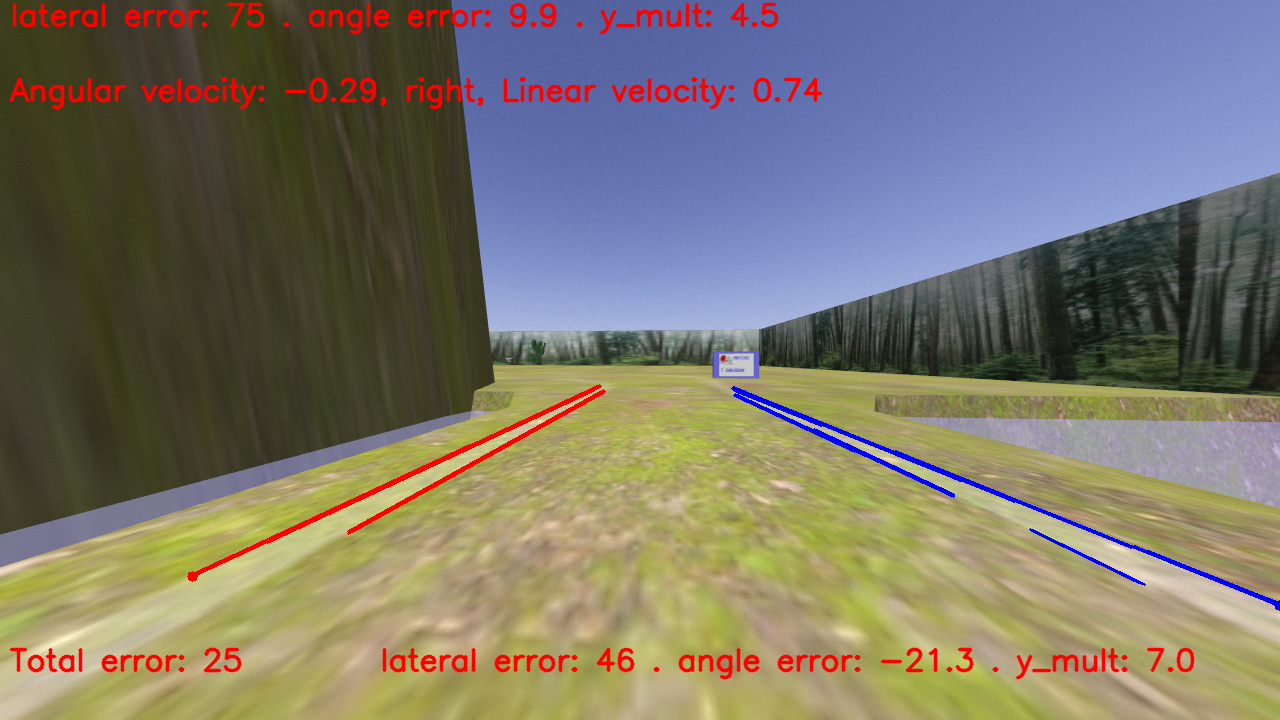 lateral error: 75 . angle error: 9.9 . y_mult: 4.5
Angular velocity: −0.29, right, Linear velocity: 0.74
Total error: 25
lateral error: 46 . angle error: −21.3 . y_mult: 7.0